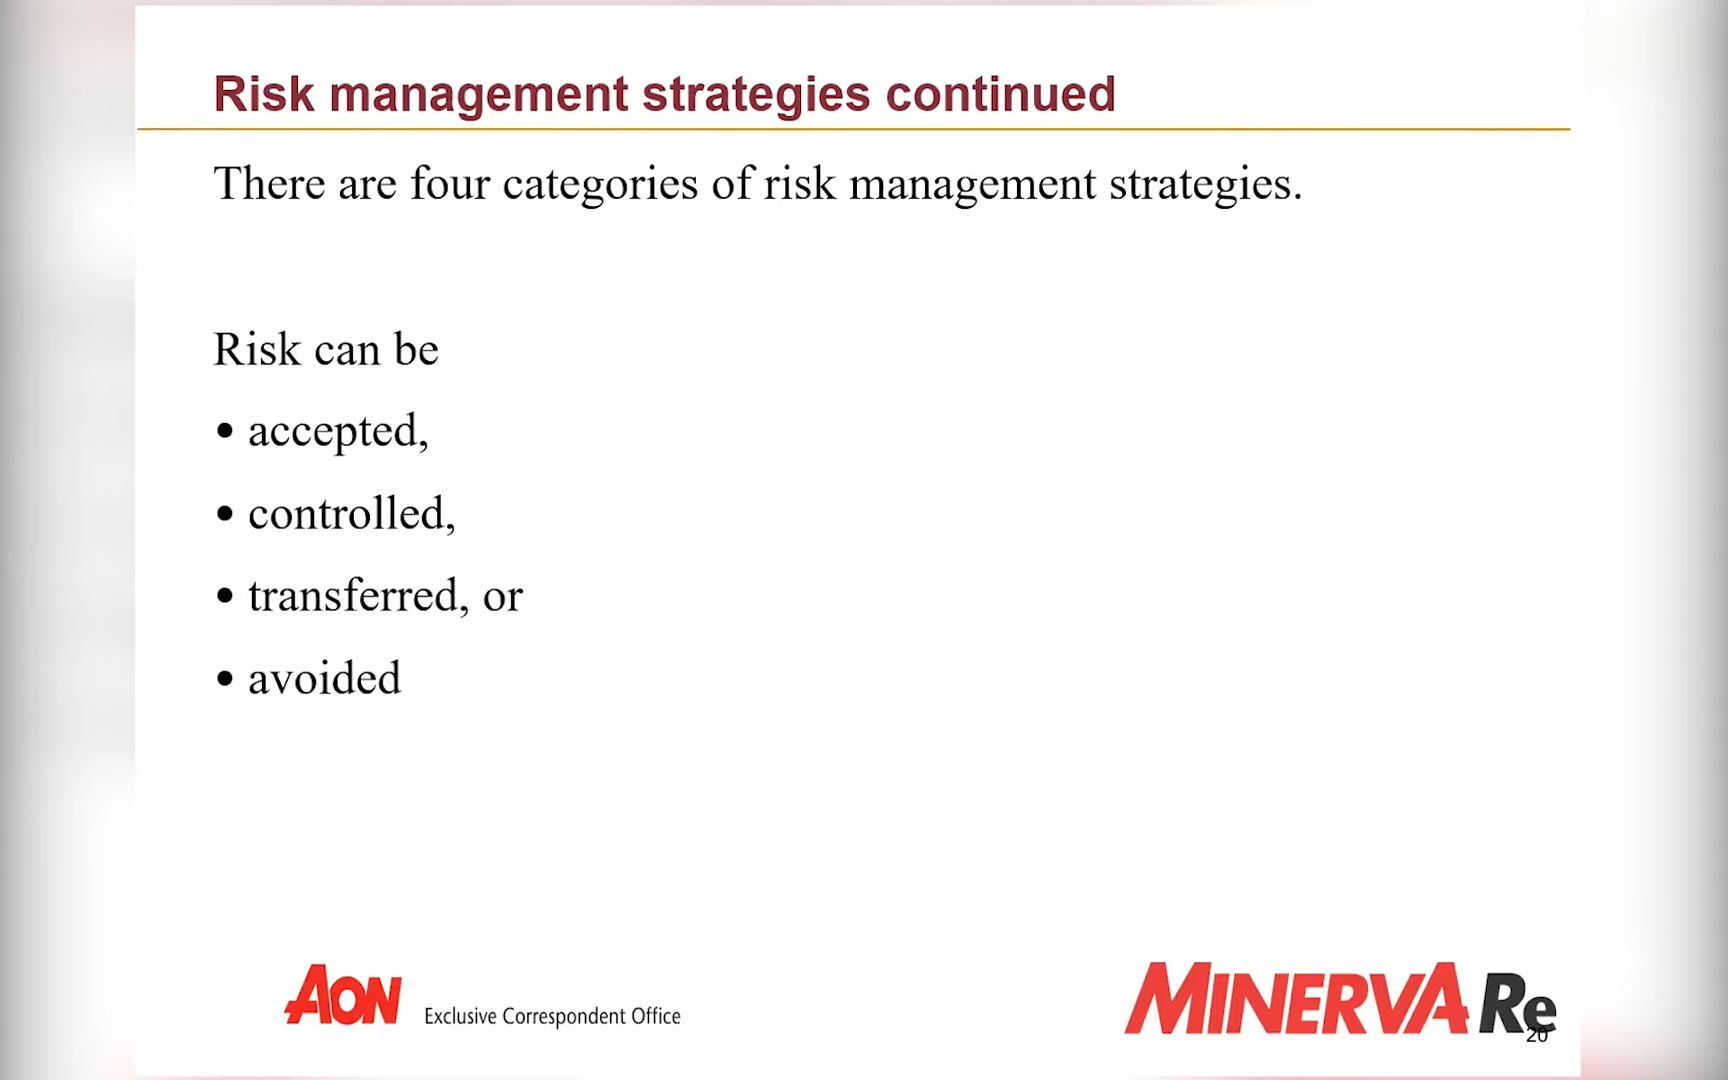 Risk management strategies continued
There are four categories of risk management strategies.
Risk can be
• accepted,
• controlled,
• transferred, or
• avoided
AON Exclusive Correspondent Office
MINERVA Re
20